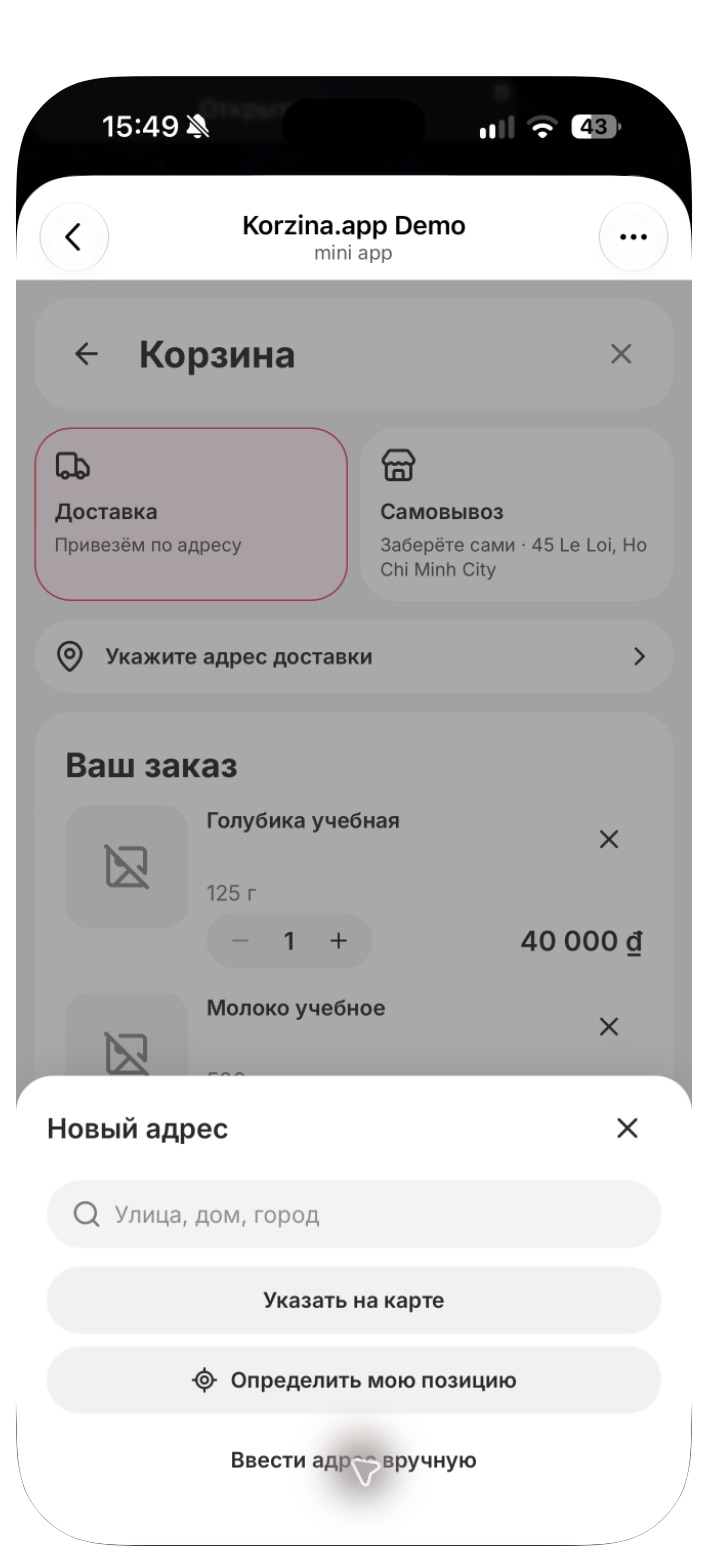 Открыт
15:49
43
Korzina.app Demo
mini app
Корзина
Доставка
Привезём по адресу
Самовывоз
Заберёте сами · 45 Le Loi, Ho
Chi Minh City
Укажите адрес доставки
Ваш заказ
Голубика учебная
125 г
1
40 000 ₫
Молоко учебное
Новый адрес
Улица, дом, город
Указать на карте
Определить мою позицию
Ввести адрес вручную